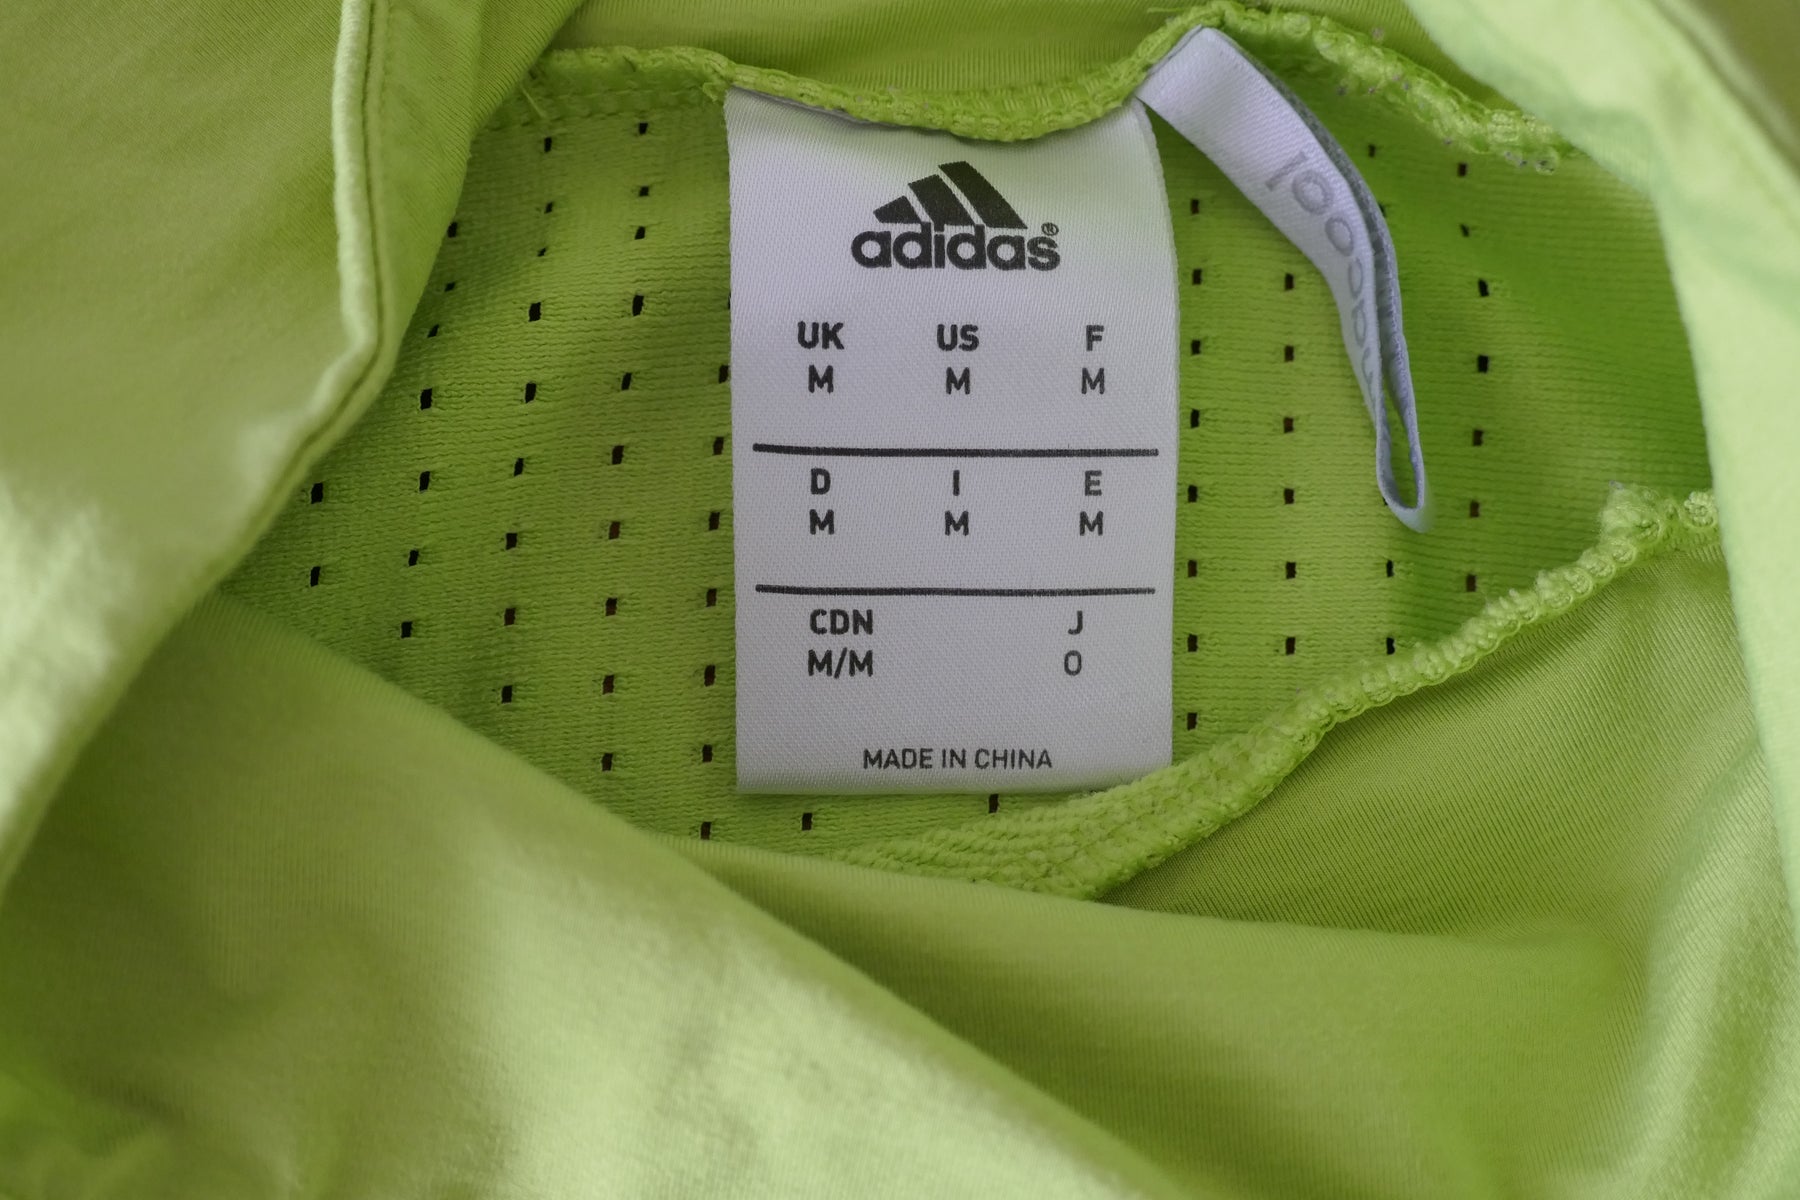 adidas®
UK US F
M M M
D I E
M M M
CDN J
M/M O
MADE IN CHINA